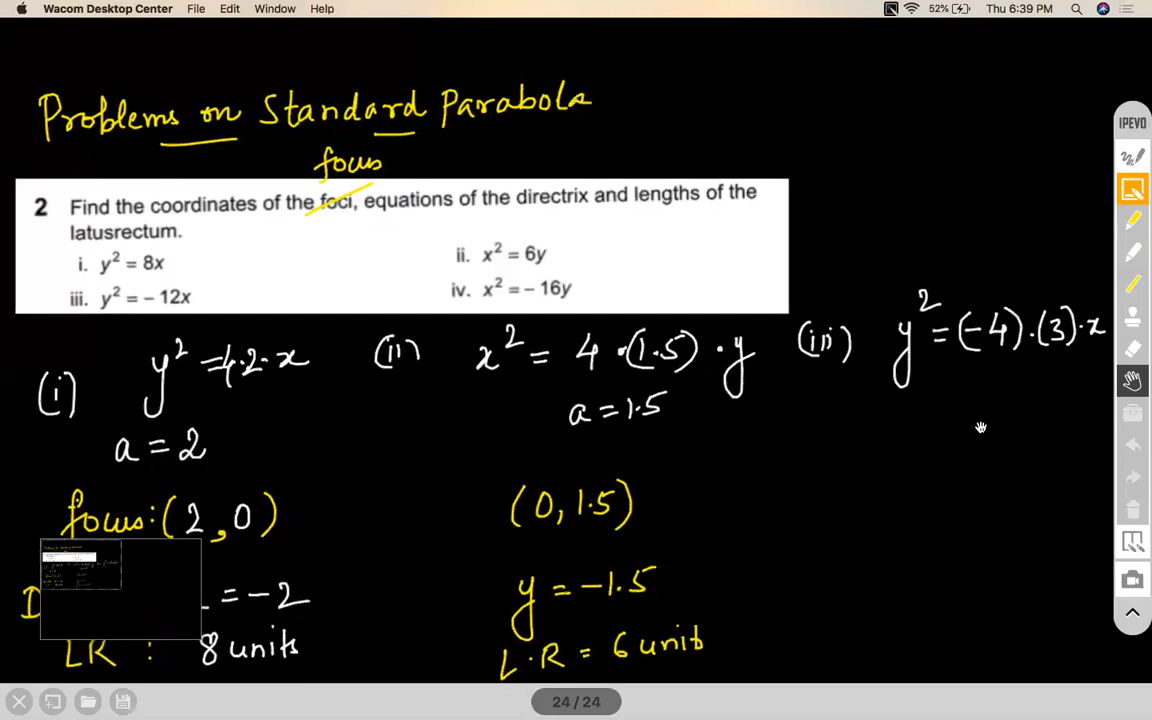 Wacom Desktop Center File Edit Window Help 52% Thu 6:39 PM
Problems on Standard Parabola
focus
IPEVO
2 Find the coordinates of the foci, equations of the directrix and lengths of the
latusrectum.
i. y² = 8x ii. x² = 6y
iii. y² = – 12x iv. x² = – 16y
(i) y² = 4·2·x (ii) x² = 4·(1.5)·y (iii) y² = (-4)·(3)·x
a = 2 a = 1.5
focus: (2, 0) (0, 1.5)
= -2 y = -1.5
LR : 8 units L·R = 6 unit
24 / 24